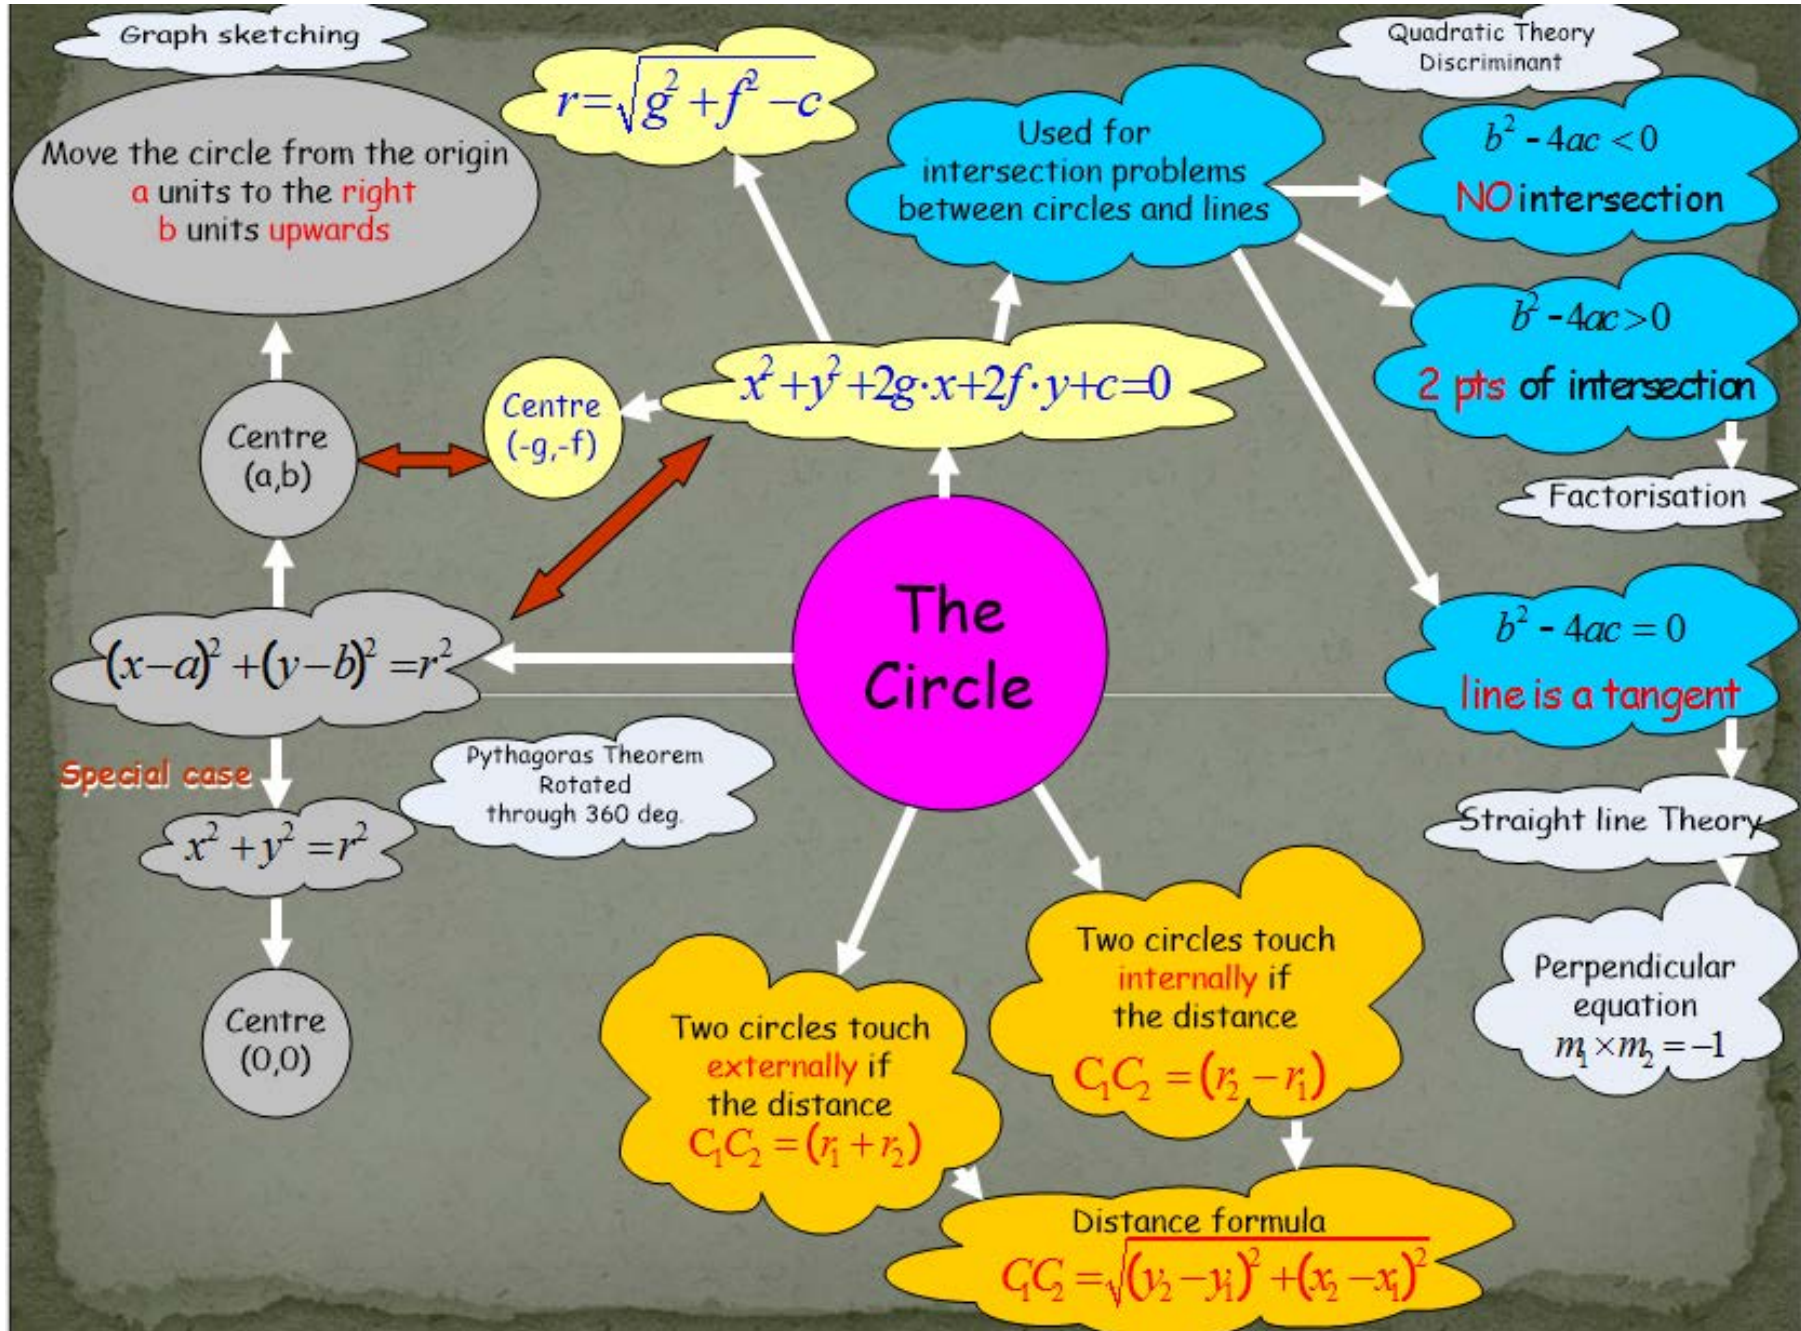 Graph sketching
Move the circle from the origin
a units to the right
b units upwards
r = √(g² + f² − c)
Used for
intersection problems
between circles and lines
Quadratic Theory
Discriminant
b² - 4ac < 0
NO intersection
b² - 4ac > 0
2 pts of intersection
Factorisation
x² + y² + 2g·x + 2f·y + c = 0
Centre
(-g,-f)
Centre
(a,b)
(x−a)² + (y−b)² = r²
Special case
x² + y² = r²
Centre
(0,0)
Pythagoras Theorem
Rotated
through 360 deg.
The
Circle
b² - 4ac = 0
line is a tangent
Straight line Theory
Perpendicular
equation
m₁ × m₂ = −1
Two circles touch
externally if
the distance
C₁C₂ = (r₁ + r₂)
Two circles touch
internally if
the distance
C₁C₂ = (r₂ − r₁)
Distance formula
C₁C₂ = √((y₂ − y₁)² + (x₂ − x₁)²)